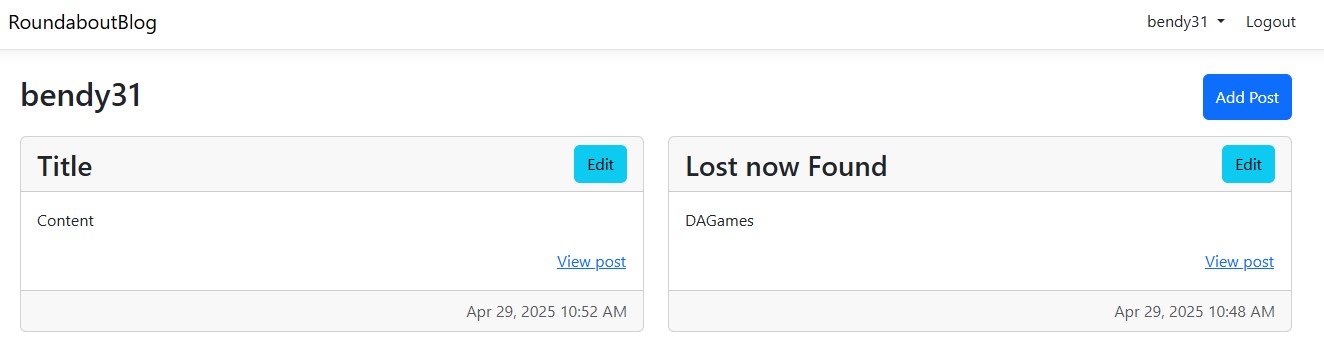 RoundaboutBlog
bendy31
Logout
bendy31
Add Post
Title
Edit
Content
View post
Apr 29, 2025 10:52 AM
Lost now Found
Edit
DAGames
View post
Apr 29, 2025 10:48 AM